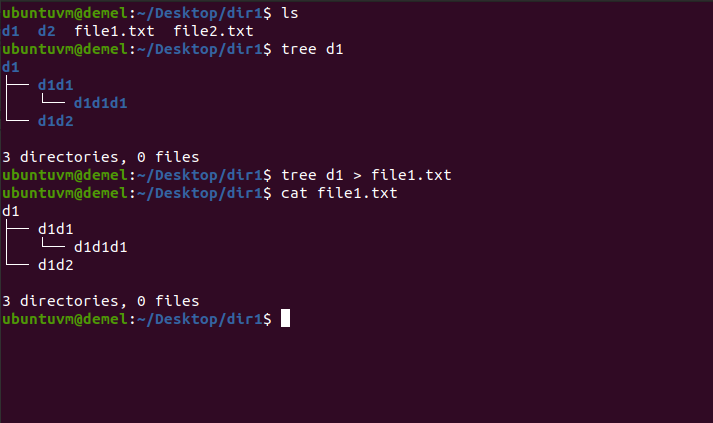 ubuntuvm@demel:~/Desktop/dir1$ ls
d1  d2  file1.txt  file2.txt
ubuntuvm@demel:~/Desktop/dir1$ tree d1
d1
├── d1d1
│   └── d1d1d1
└── d1d2

3 directories, 0 files
ubuntuvm@demel:~/Desktop/dir1$ tree d1 > file1.txt
ubuntuvm@demel:~/Desktop/dir1$ cat file1.txt
d1
├── d1d1
│   └── d1d1d1
└── d1d2

3 directories, 0 files
ubuntuvm@demel:~/Desktop/dir1$